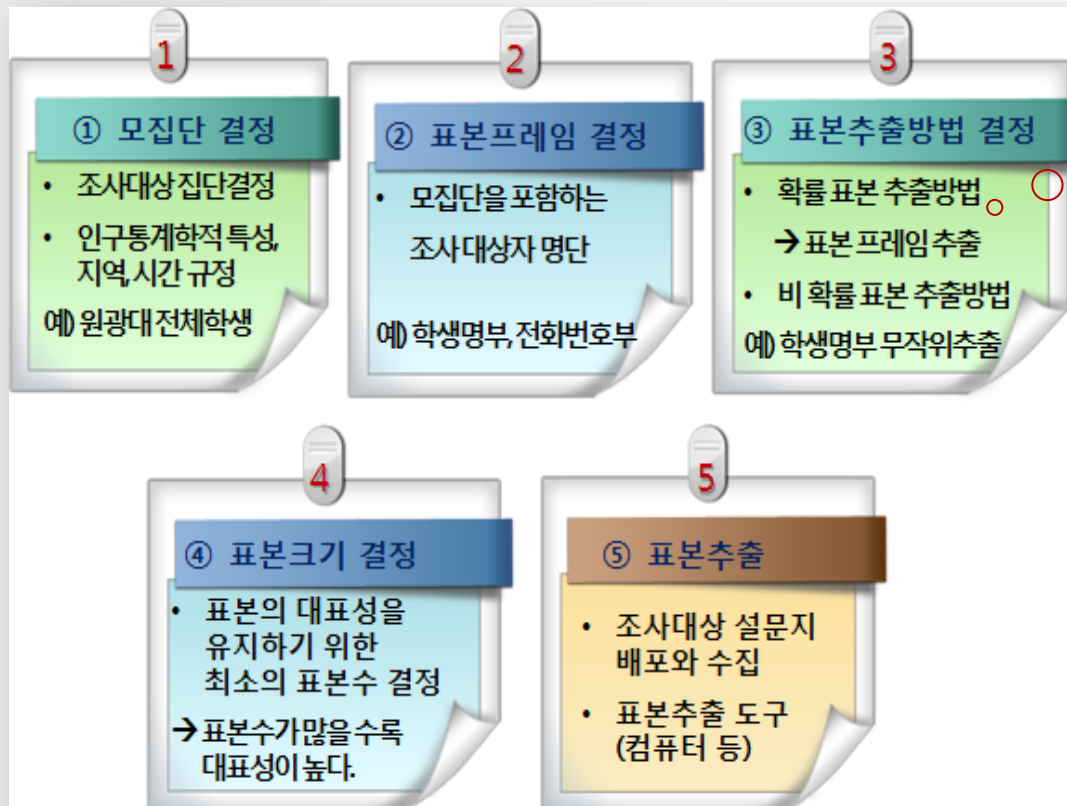 1
① 모집단 결정
• 조사대상 집단결정
• 인구통계학적 특성,
지역, 시간 규정
예) 원광대 전체학생
2
② 표본프레임 결정
• 모집단을 포함하는
조사 대상자 명단
예) 학생명부, 전화번호부
3
③ 표본추출방법 결정
• 확률 표본 추출방법
→ 표본 프레임 추출
• 비 확률 표본 추출방법
예) 학생명부 무작위추출
4
④ 표본크기 결정
• 표본의 대표성을
유지하기 위한
최소의 표본수 결정
→ 표본수가 많을 수록
대표성이 높다.
5
⑤ 표본추출
• 조사대상 설문지
배포와 수집
• 표본추출 도구
(컴퓨터 등)